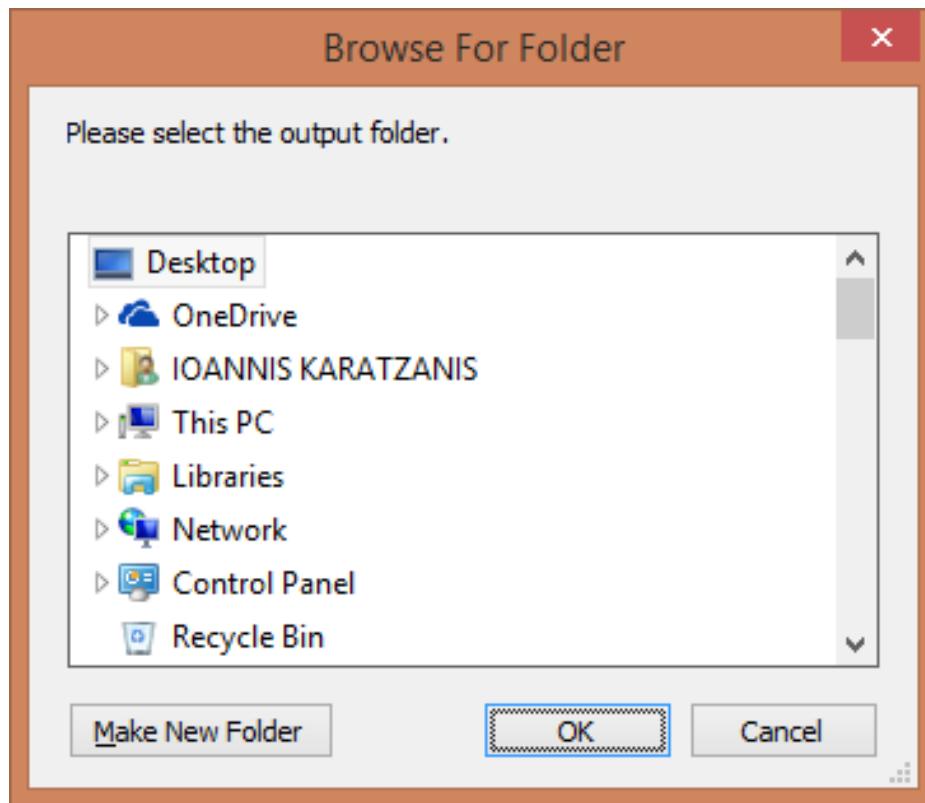 Browse For Folder
Please select the output folder.
Desktop
OneDrive
IOANNIS KARATZANIS
This PC
Libraries
Network
Control Panel
Recycle Bin
Make New Folder OK Cancel